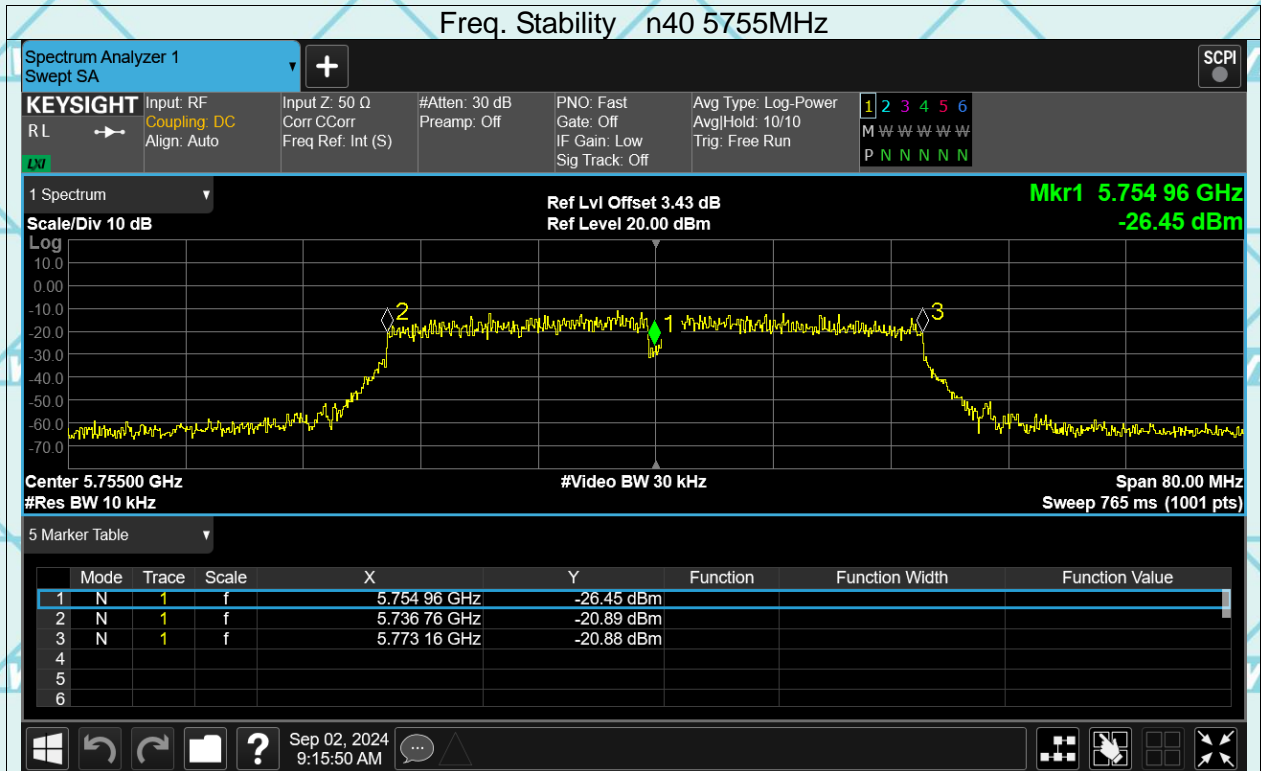 Freq. Stability n40 5755MHz
Spectrum Analyzer 1
Swept SA
+
SCPI
KEYSIGHT
RL
LXI
Input: RF
Coupling: DC
Align: Auto
Input Z: 50 Ω
Corr CCorr
Freq Ref: Int (S)
#Atten: 30 dB
Preamp: Off
PNO: Fast
Gate: Off
IF Gain: Low
Sig Track: Off
Avg Type: Log-Power
Avg|Hold: 10/10
Trig: Free Run
1 2 3 4 5 6
M W W W W W
P N N N N N
1 Spectrum
Scale/Div 10 dB
Ref Lvl Offset 3.43 dB
Ref Level 20.00 dBm
Mkr1 5.754 96 GHz
-26.45 dBm
Log
10.0
0.00
-10.0
-20.0
-30.0
-40.0
-50.0
-60.0
-70.0
2
1
3
Center 5.75500 GHz
#Res BW 10 kHz
#Video BW 30 kHz
Span 80.00 MHz
Sweep 765 ms (1001 pts)
5 Marker Table
Mode Trace Scale X Y Function Function Width Function Value
1 N 1 f 5.754 96 GHz -26.45 dBm
2 N 1 f 5.736 76 GHz -20.89 dBm
3 N 1 f 5.773 16 GHz -20.88 dBm
4
5
6
?
Sep 02, 2024
9:15:50 AM